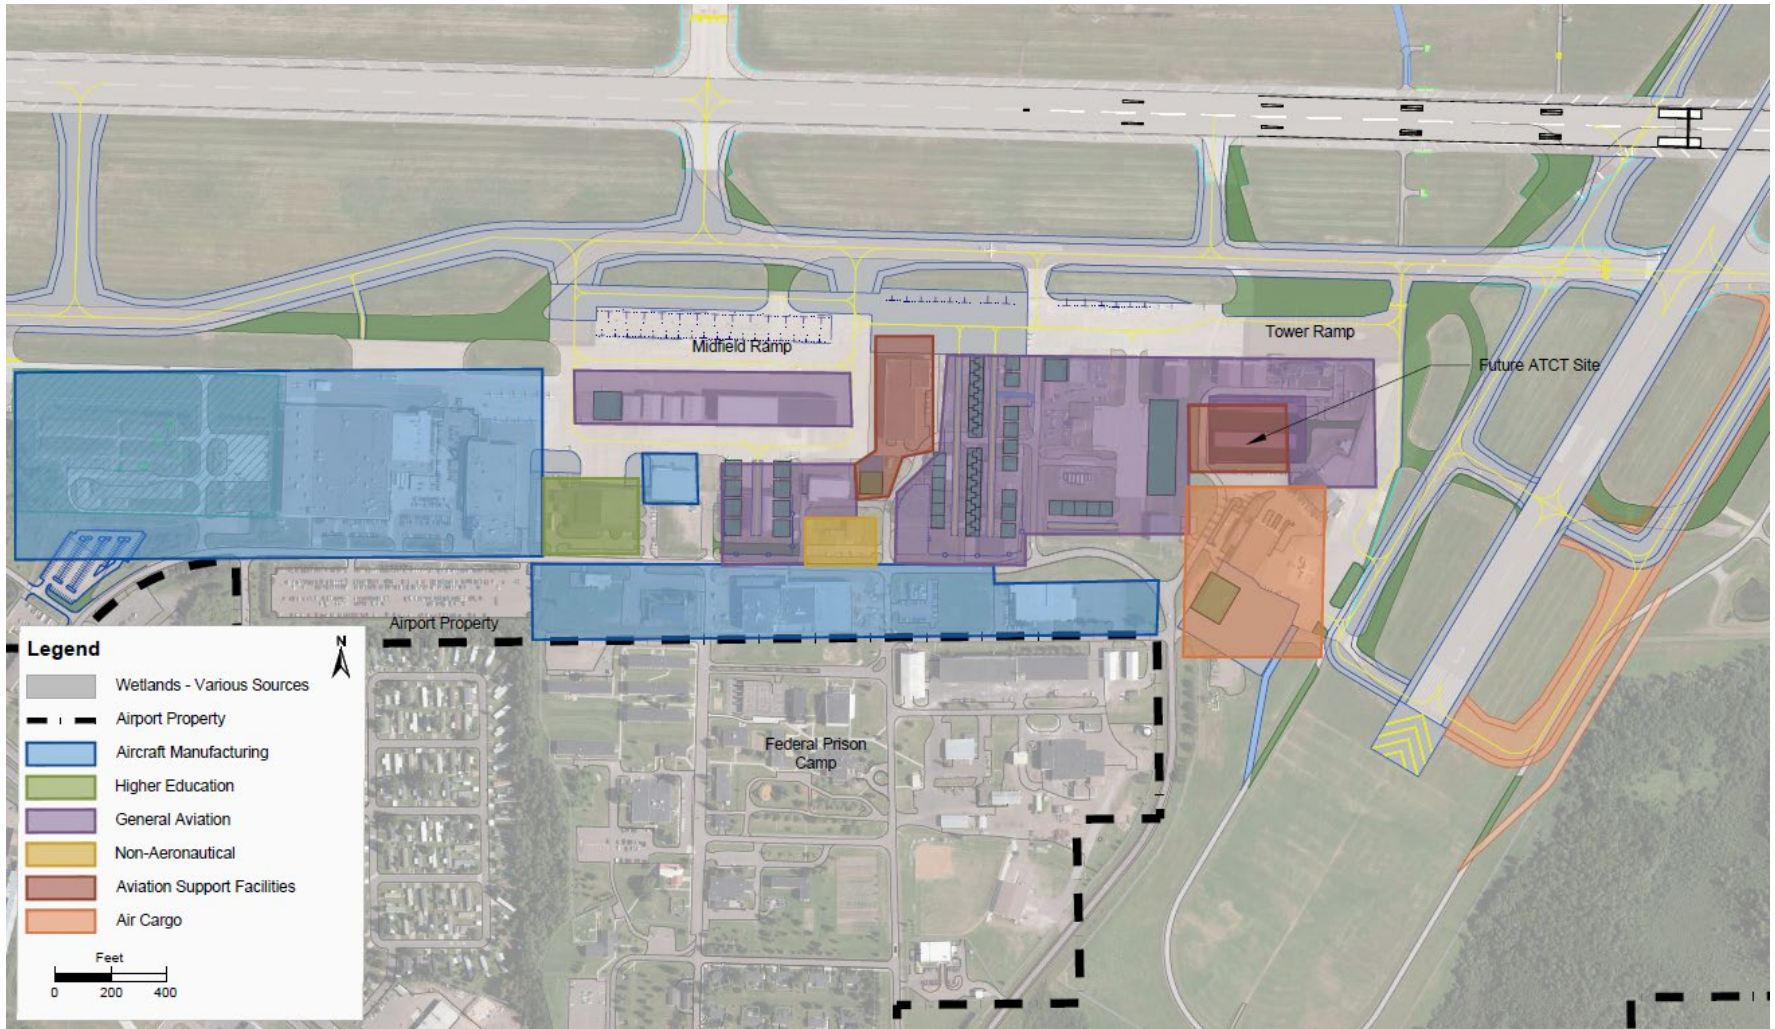 Midfield Ramp
Tower Ramp
Future ATCT Site
Airport Property
Federal Prison
Camp
Legend
N
Wetlands - Various Sources
Airport Property
Aircraft Manufacturing
Higher Education
General Aviation
Non-Aeronautical
Aviation Support Facilities
Air Cargo
Feet
0 200 400